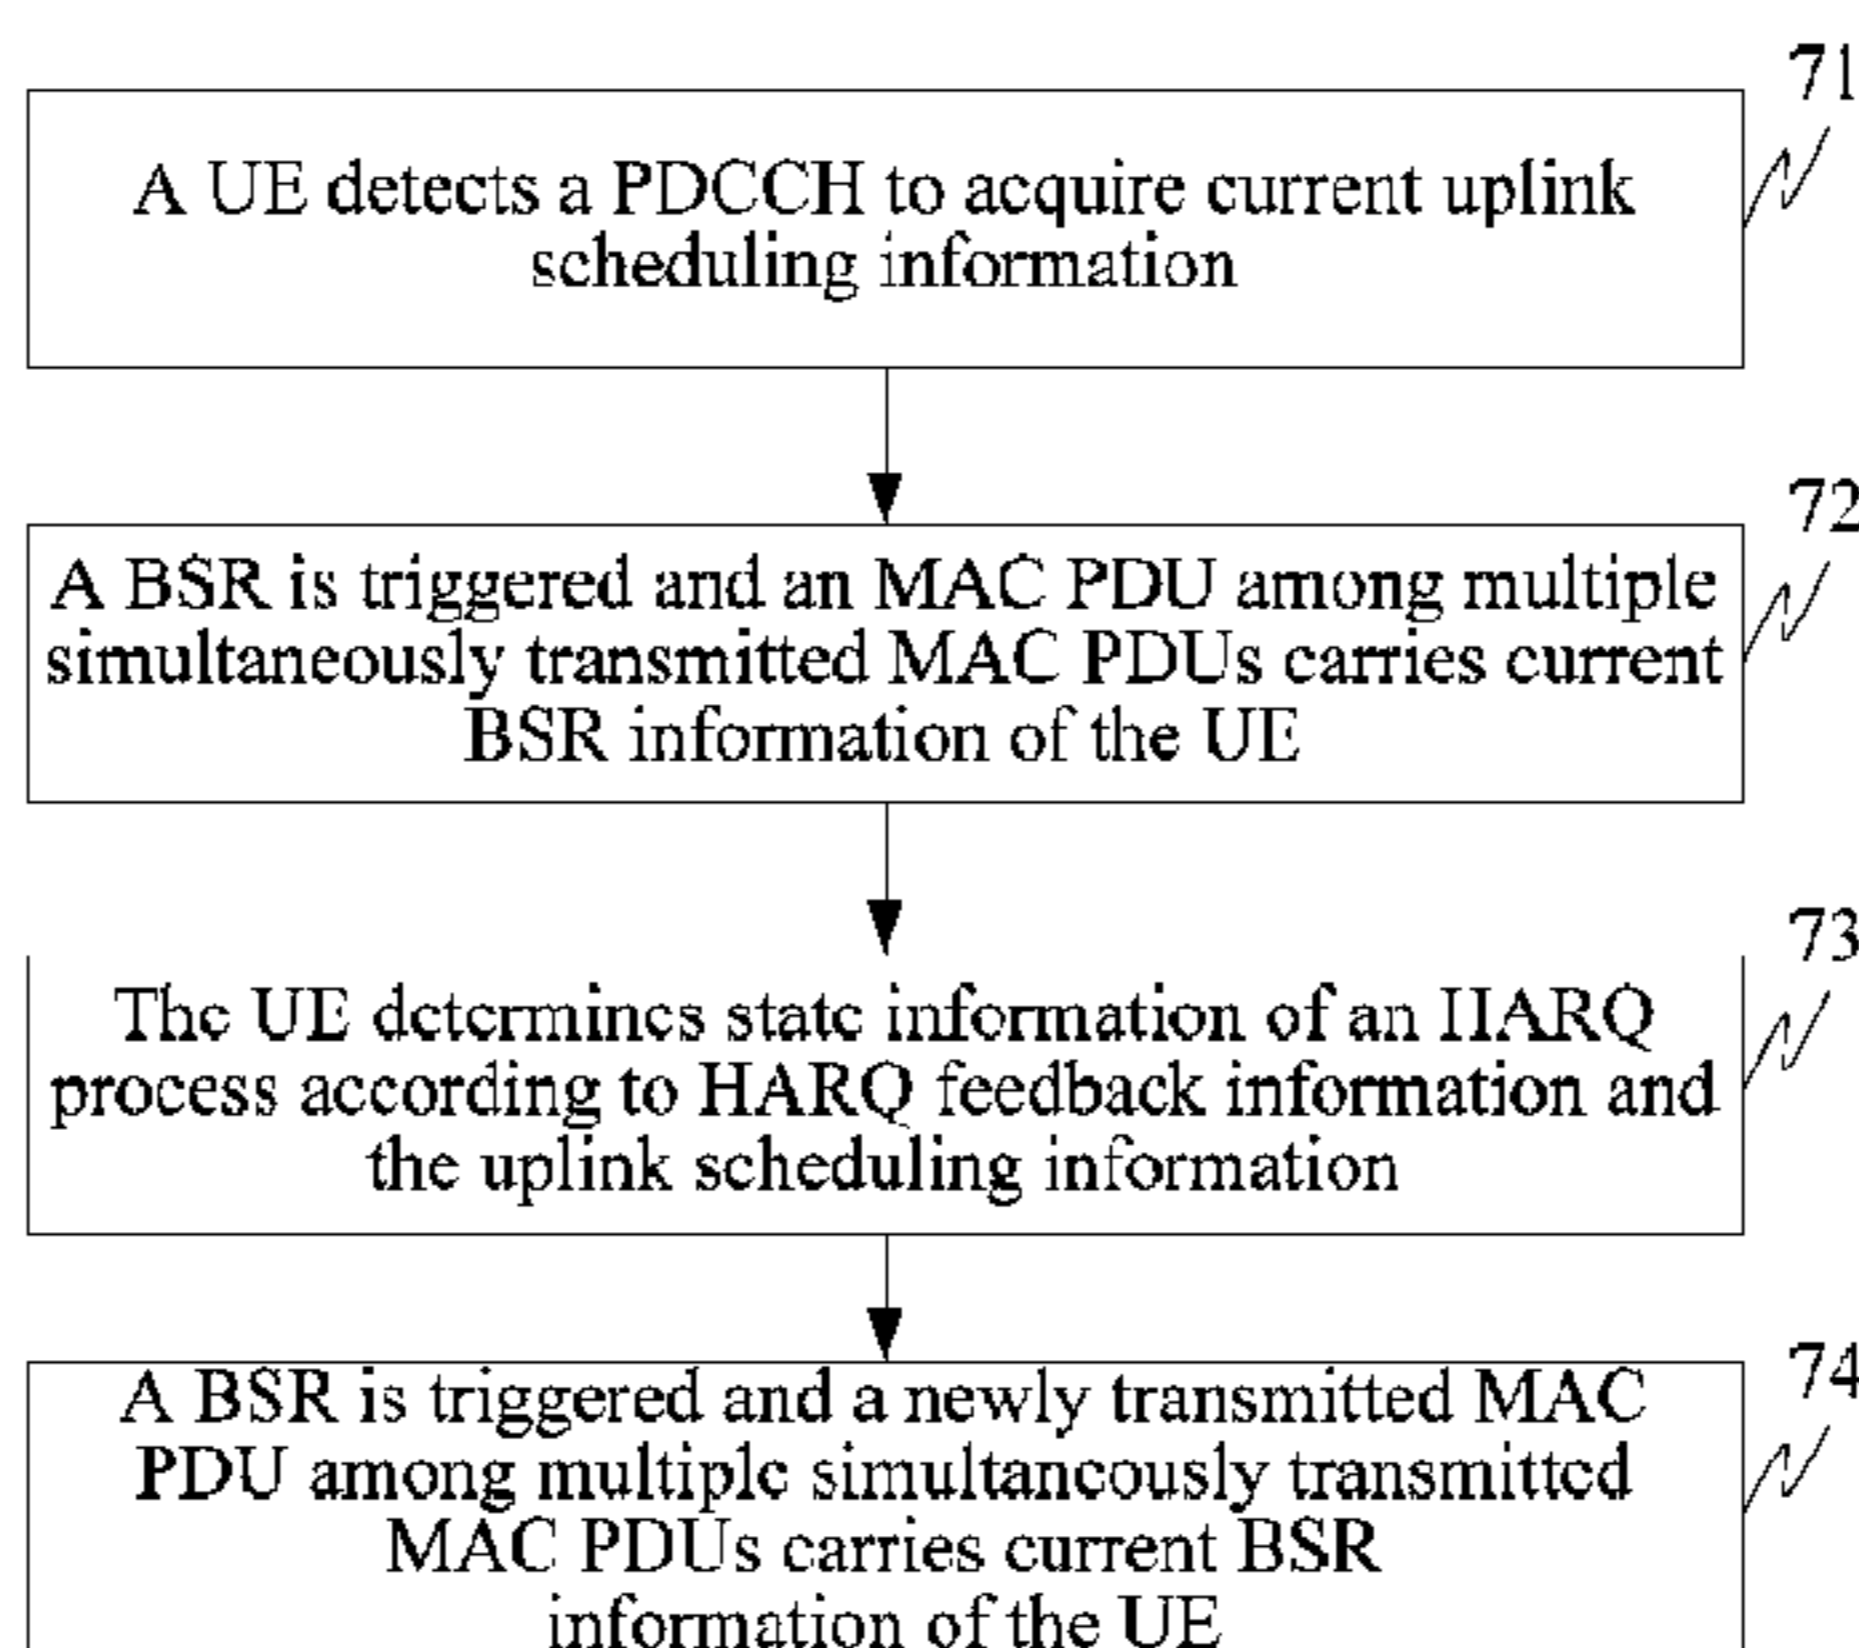 71
A UE detects a PDCCH to acquire current uplink
scheduling information
72
A BSR is triggered and an MAC PDU among multiple
simultaneously transmitted MAC PDUs carries current
BSR information of the UE
73
The UE determines state information of an HARQ
process according to HARQ feedback information and
the uplink scheduling information
74
A BSR is triggered and a newly transmitted MAC
PDU among multiple simultaneously transmitted
MAC PDUs carries current BSR
information of the UE